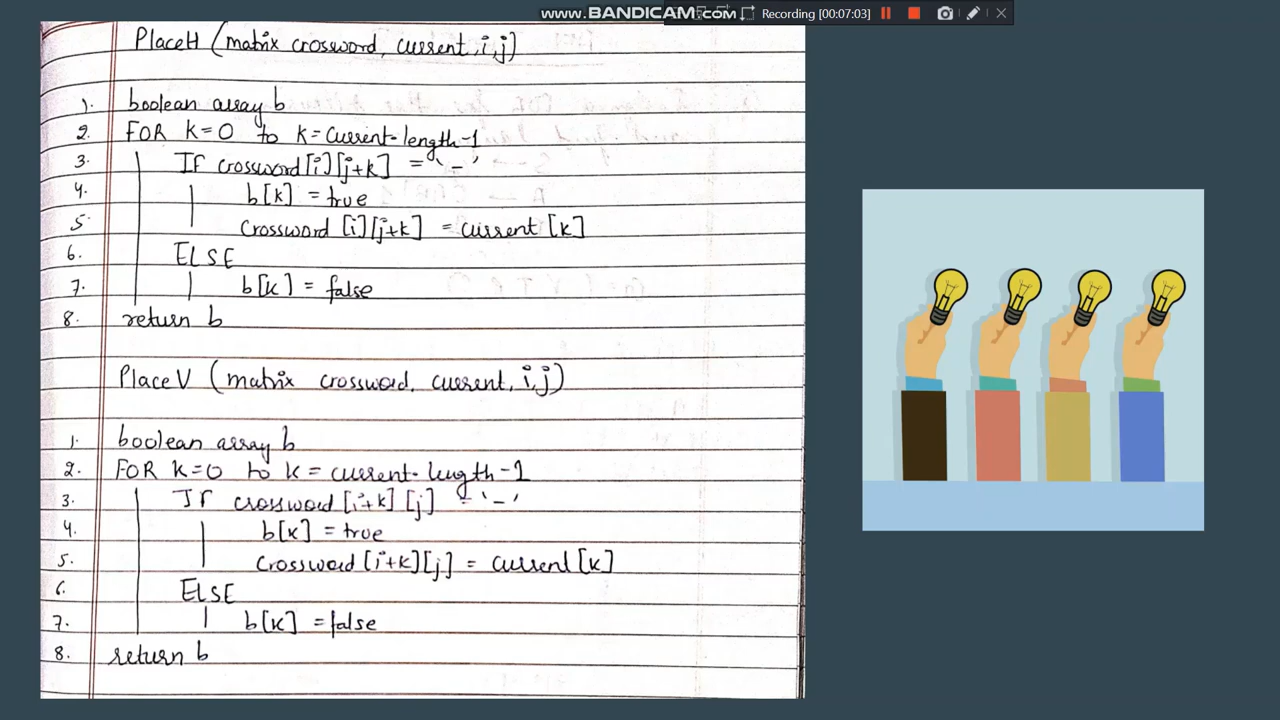 www.BANDICAM.com Recording [00:07:03]
PlaceH (matrix crossword, current, i,j)
1. boolean array b
2. FOR k=0 to k= current.length-1
3. IF crossword[i][j+k] = '_'
4. b[k] = true
5. crossword [i][j+k] = current [k]
6. ELSE
7. b[k] = false
8. return b
PlaceV (matrix crossword, current, i,j)
1. boolean array b
2. FOR k=0 to k = current.length-1
3. IF crossword [i+k] [j] = '_'
4. b[k] = true
5. crossword[i+k][j] = current[k]
6. ELSE
7. b[k] = false
8. return b